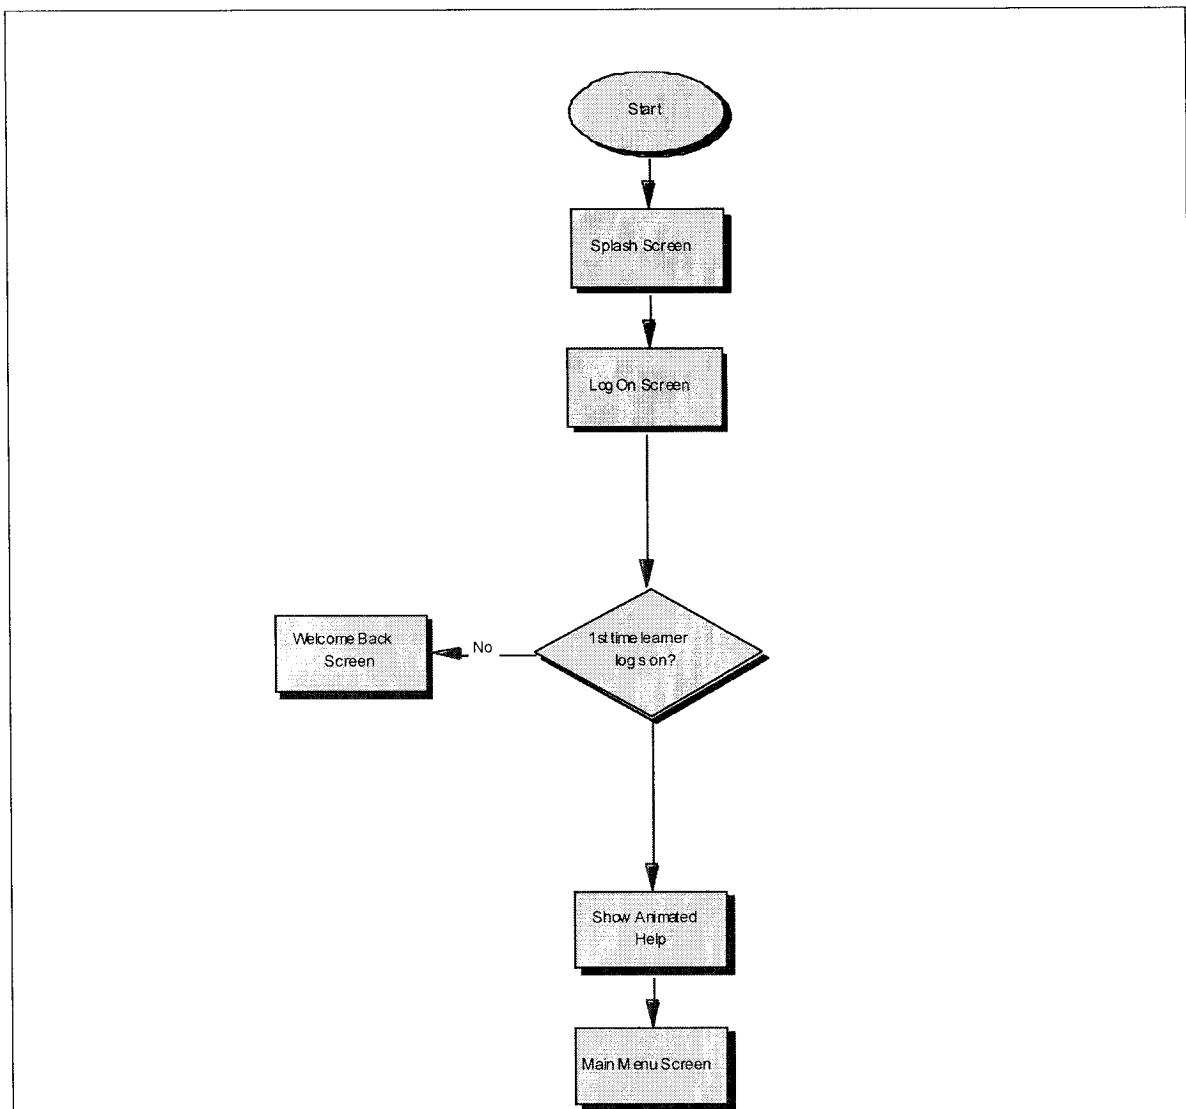 Start
Splash Screen
Log On Screen
1st time learner
logs on?
No
Welcome Back
Screen
Show Animated
Help
Main Menu Screen